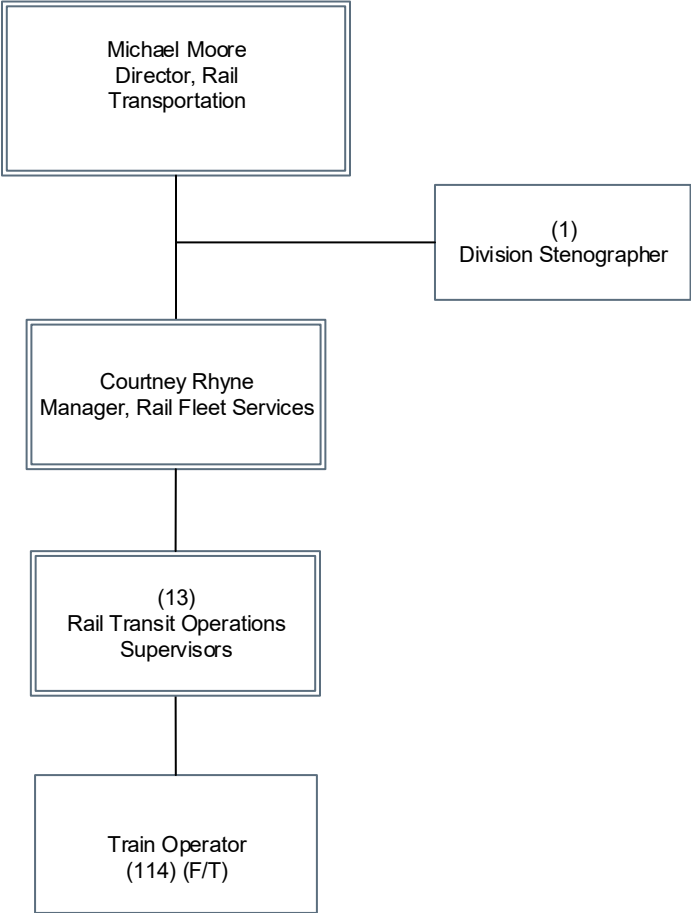 Michael Moore
Director, Rail
Transportation
(1)
Division Stenographer
Courtney Rhyne
Manager, Rail Fleet Services
(13)
Rail Transit Operations
Supervisors
Train Operator
(114) (F/T)